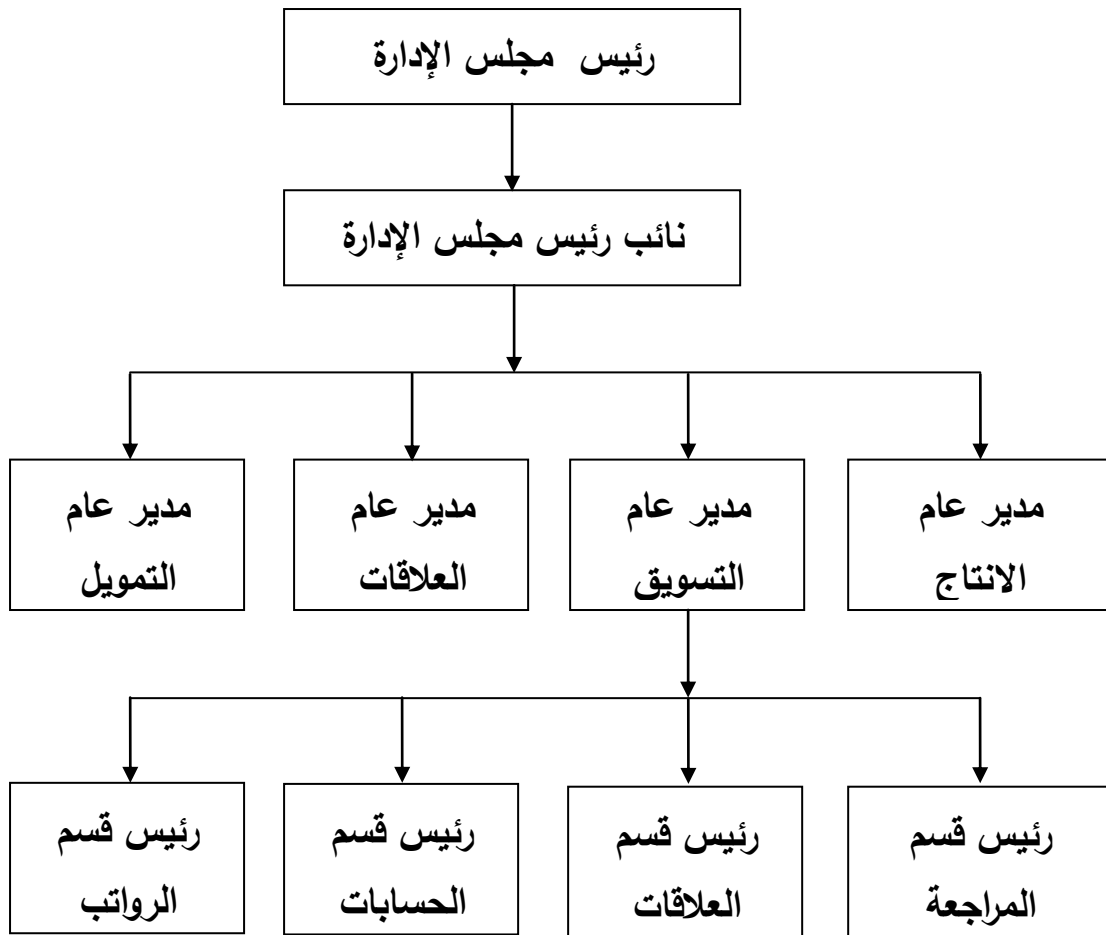 رئيس مجلس الإدارة
نائب رئيس مجلس الإدارة
مدير عام
الانتاج
مدير عام
التسويق
مدير عام
العلاقات
مدير عام
التمويل
رئيس قسم
المراجعة
رئيس قسم
العلاقات
رئيس قسم
الحسابات
رئيس قسم
الرواتب